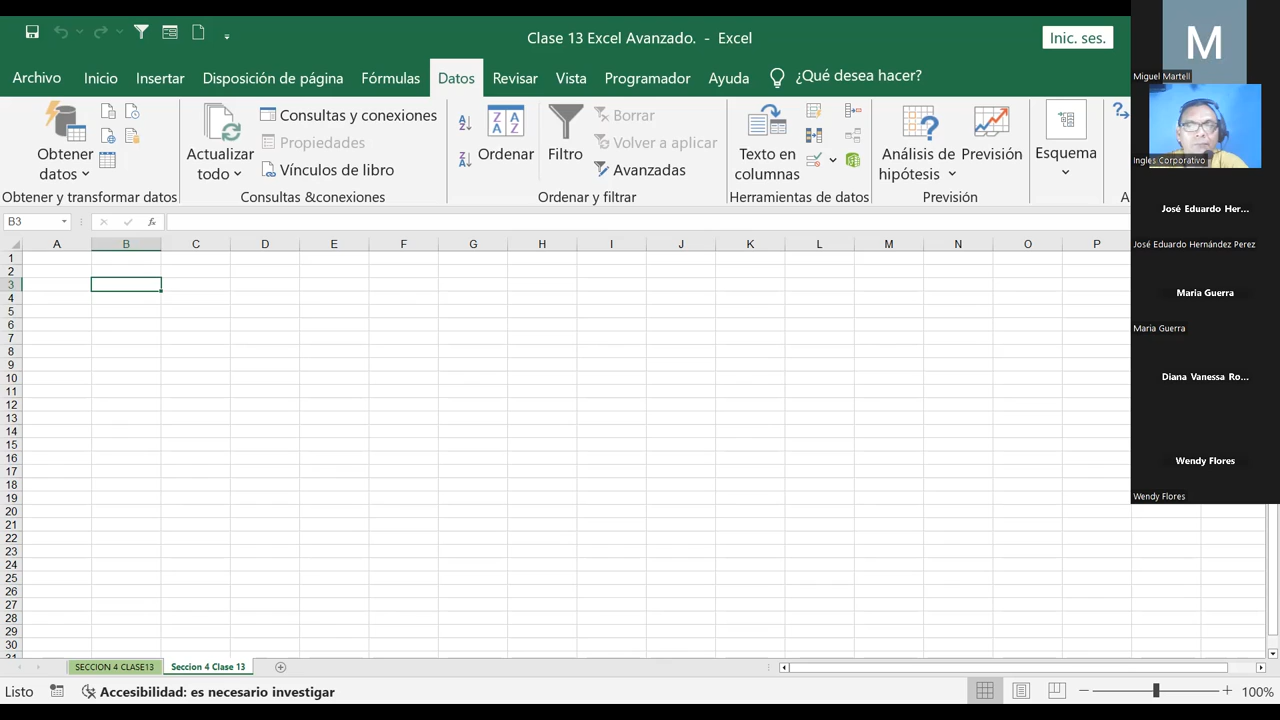 Clase 13 Excel Avanzado. - Excel
Inic. ses.
Archivo
Inicio
Insertar
Disposición de página
Fórmulas
Datos
Revisar
Vista
Programador
Ayuda
¿Qué desea hacer?
Obtener
datos
Obtener y transformar datos
Actualizar
todo
Consultas y conexiones
Propiedades
Vínculos de libro
Consultas &conexiones
Ordenar
Filtro
Borrar
Volver a aplicar
Avanzadas
Ordenar y filtrar
Texto en
columnas
Herramientas de datos
Análisis de
hipótesis
Previsión
Previsión
Esquema
B3
fx
A B C D E F G H I J K L M N O P
1
2
3
4
5
6
7
8
9
10
11
12
13
14
15
16
17
18
19
20
21
22
23
24
25
26
27
28
29
30
31
SECCION 4 CLASE13
Seccion 4 Clase 13
Listo
Accesibilidad: es necesario investigar
100%
M
Miguel Martell
Ingles Corporativo
José Eduardo Her...
José Eduardo Hernández Perez
Maria Guerra
Maria Guerra
Diana Vanessa Ro...
Wendy Flores
Wendy Flores